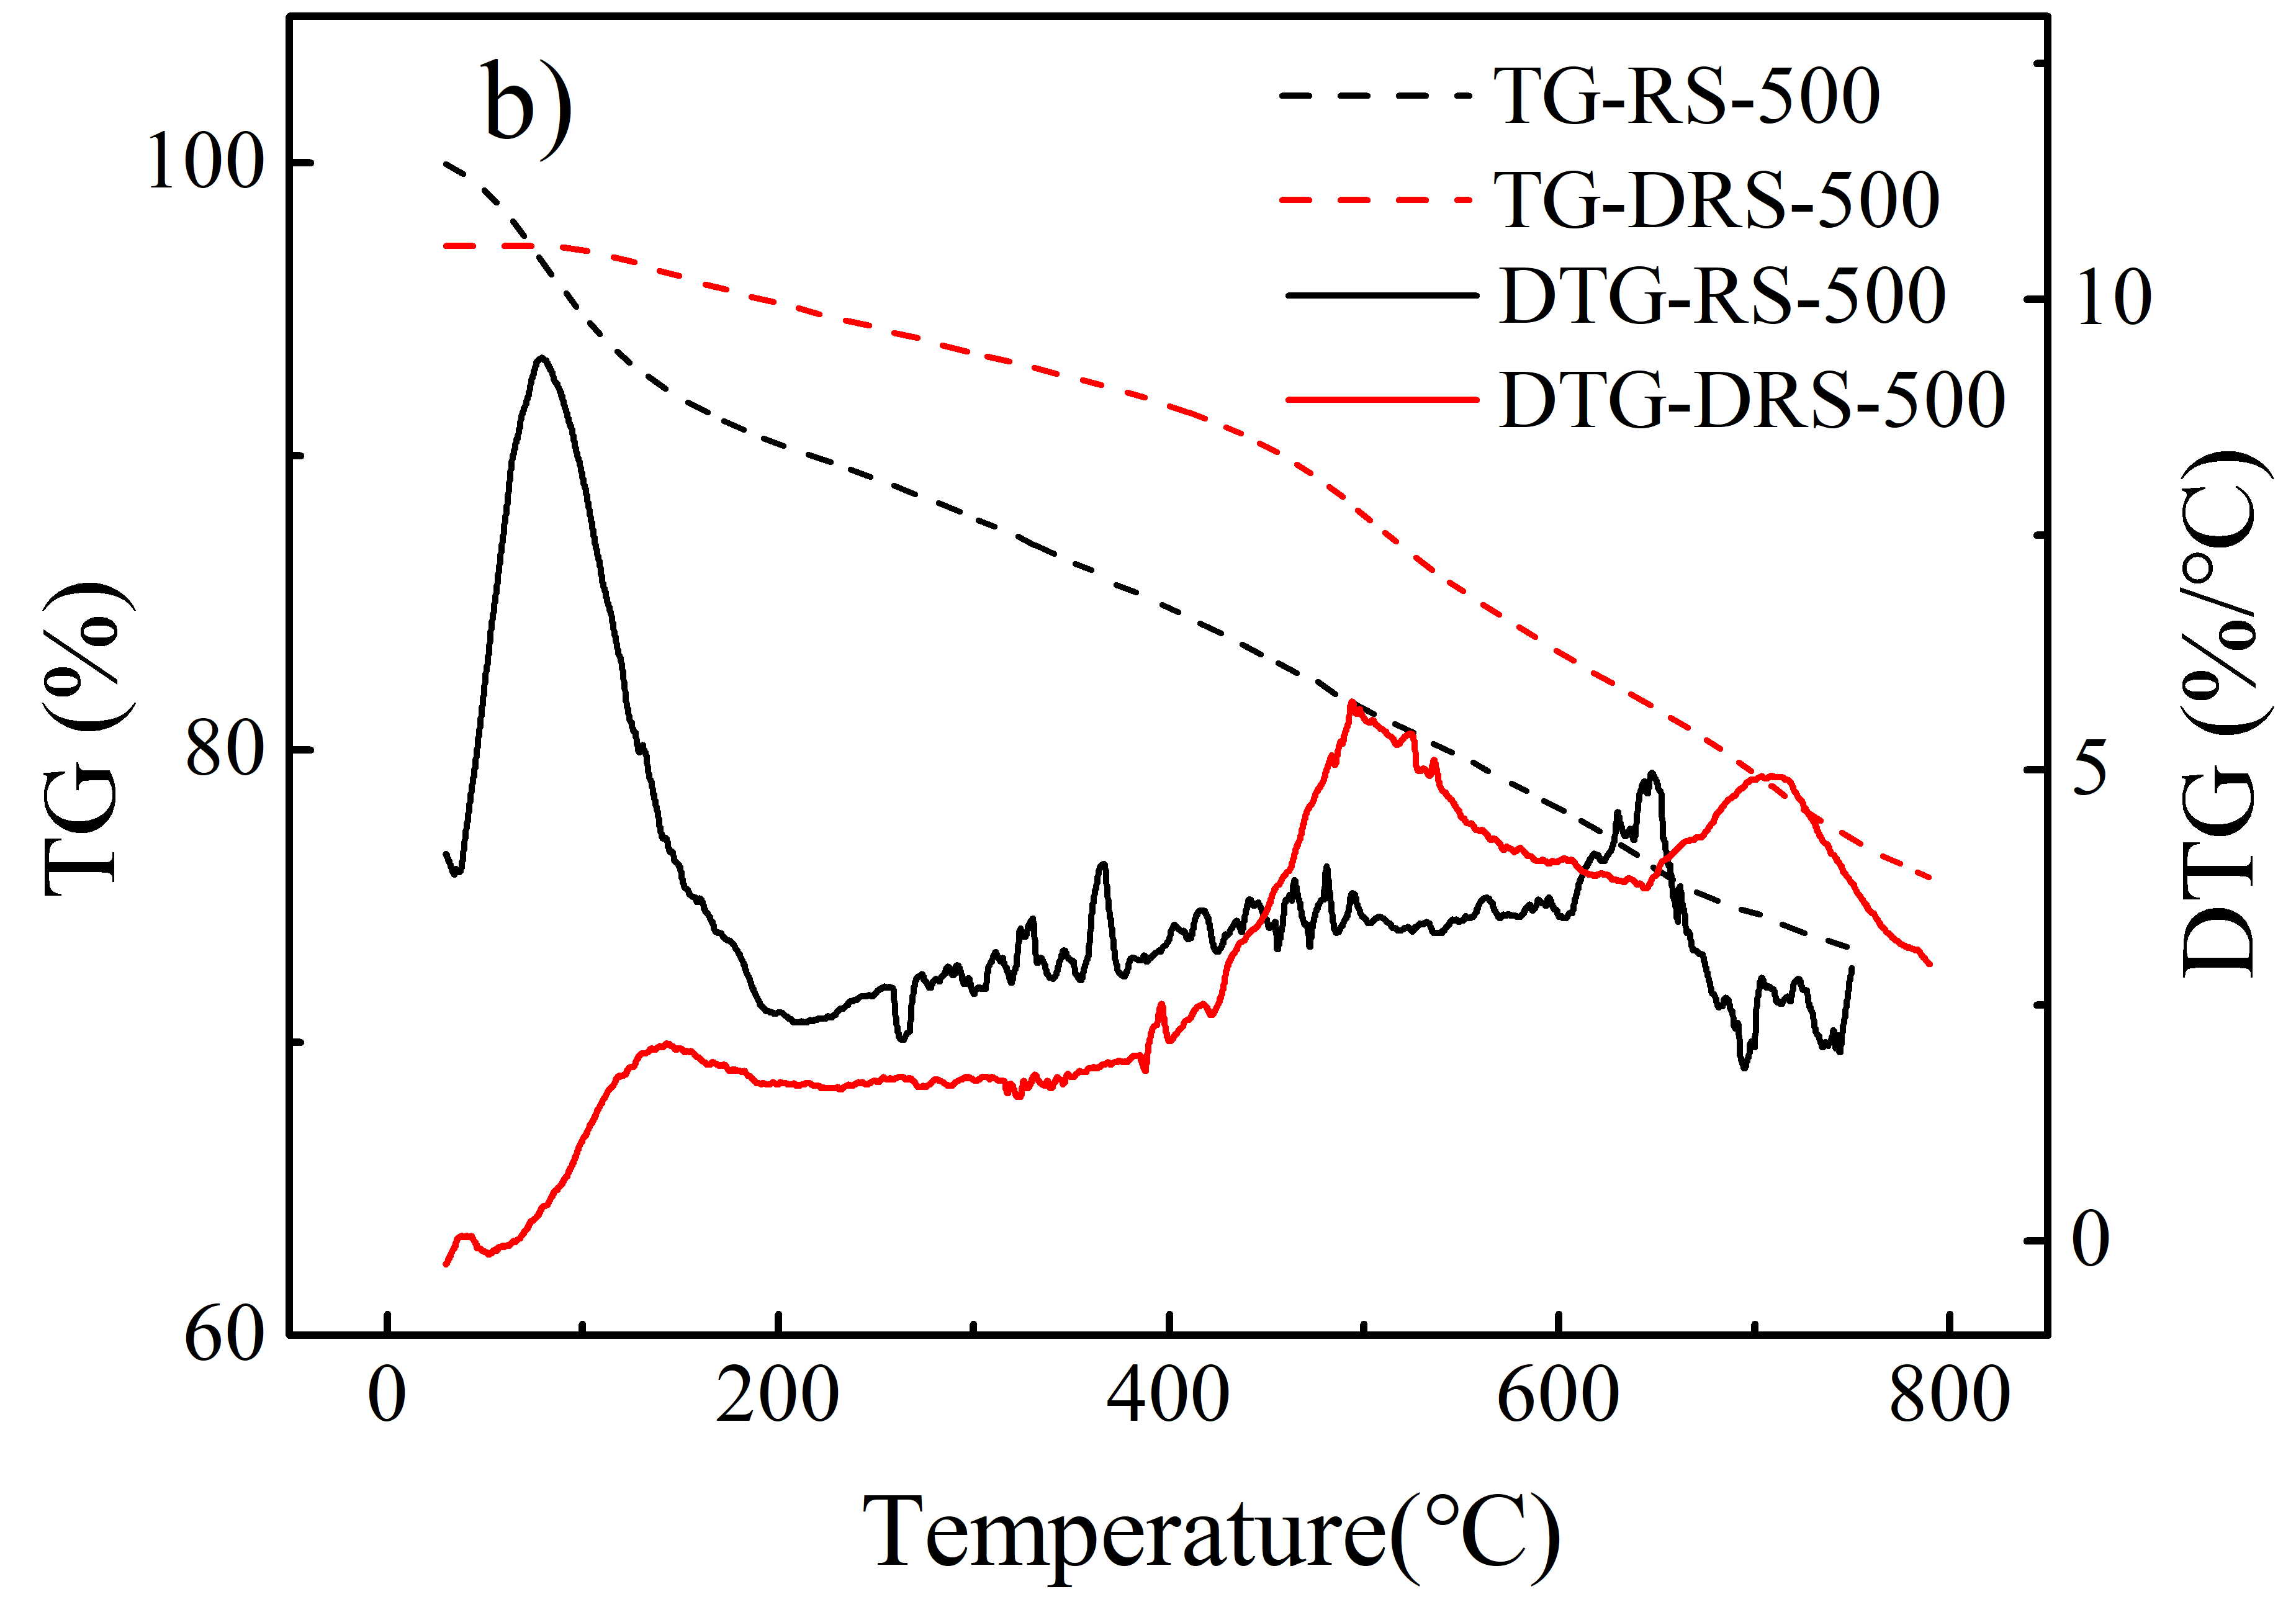 b)
TG-RS-500
TG-DRS-500
DTG-RS-500
DTG-DRS-500
100
80
60
TG (%)
10
5
0
DTG (%/°C)
0 200 400 600 800
Temperature(°C)